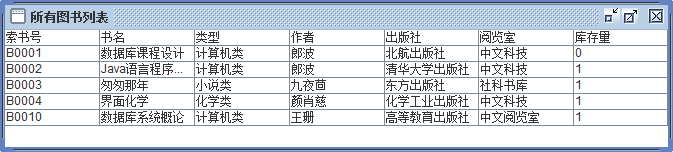 所有图书列表
索书号 书名 类型 作者 出版社 阅览室 库存量
B0001 数据库课程设计 计算机类 郎波 北航出版社 中文科技 0
B0002 Java语言程序... 计算机类 郎波 清华大学出版社 中文科技 1
B0003 匆匆那年 小说类 九夜茴 东方出版社 社科书库 1
B0004 界面化学 化学类 颜肖慈 化学工业出版社 中文科技 1
B0010 数据库系统概论 计算机类 王珊 高等教育出版社 中文阅览室 1